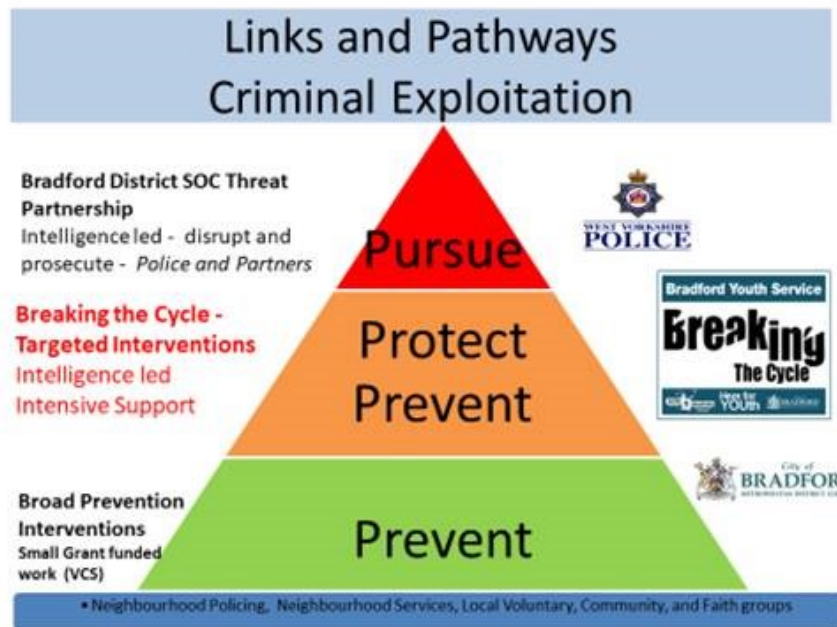 Links and Pathways
Criminal Exploitation
Bradford District SOC Threat
Partnership
Intelligence led - disrupt and
prosecute - Police and Partners
Pursue
WEST YORKSHIRE
POLICE
Breaking the Cycle -
Targeted Interventions
Intelligence led
Intensive Support
Protect
Prevent
Bradford Youth Service
Breaking
The Cycle
Broad Prevention
Interventions
Small Grant funded
work (VCS)
Prevent
City of
BRADFOR
• Neighbourhood Policing, Neighbourhood Services, Local Voluntary, Community, and Faith groups